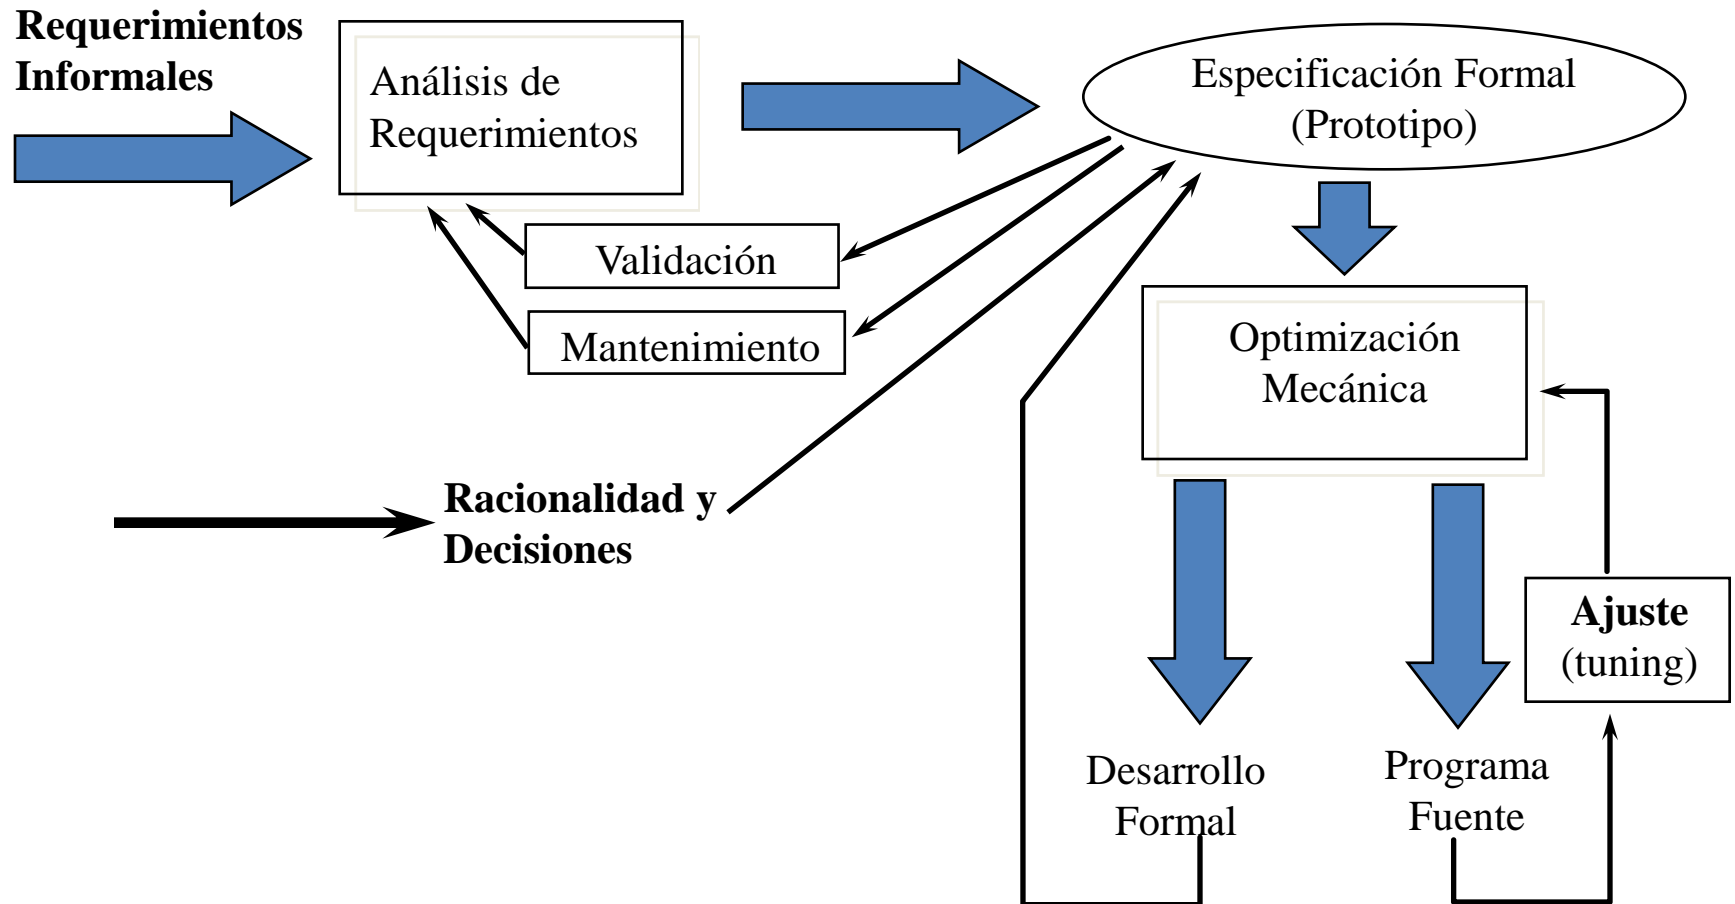 Requerimientos
Informales
Análisis de
Requerimientos
Especificación Formal
(Prototipo)
Validación
Mantenimiento
Optimización
Mecánica
Racionalidad y
Decisiones
Ajuste
(tuning)
Desarrollo
Formal
Programa
Fuente